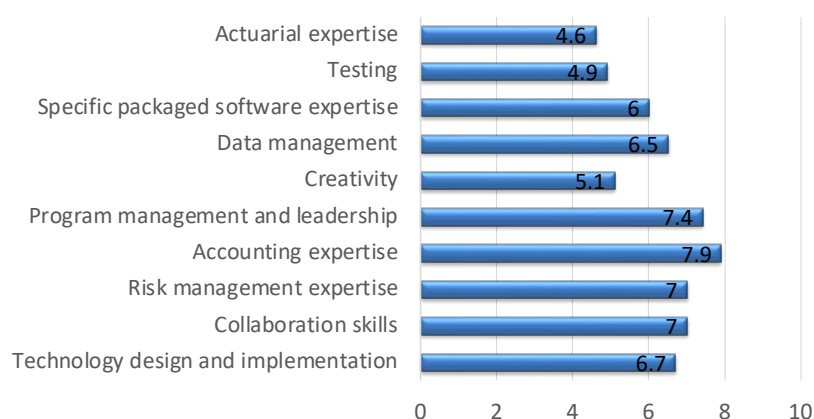 Actuarial expertise 4.6
Testing 4.9
Specific packaged software expertise 6
Data management 6.5
Creativity 5.1
Program management and leadership 7.4
Accounting expertise 7.9
Risk management expertise 7
Collaboration skills 7
Technology design and implementation 6.7
0 2 4 6 8 10